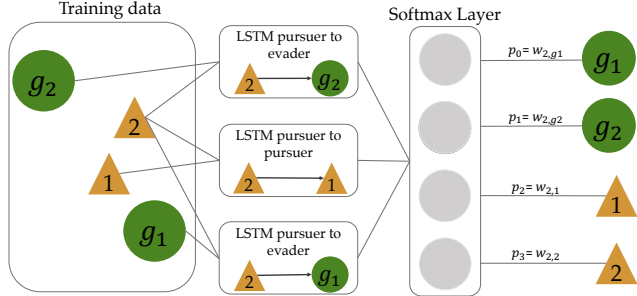 Training data
g₂
2
1
g₁
LSTM pursuer to
evader
2
g₂
LSTM pursuer to
pursuer
2
1
LSTM pursuer to
evader
2
g₁
Softmax Layer
p₀= w₂,g₁
g₁
p₁= w₂,g₂
g₂
p₂= w₂,₁
1
p₃= w₂,₂
2